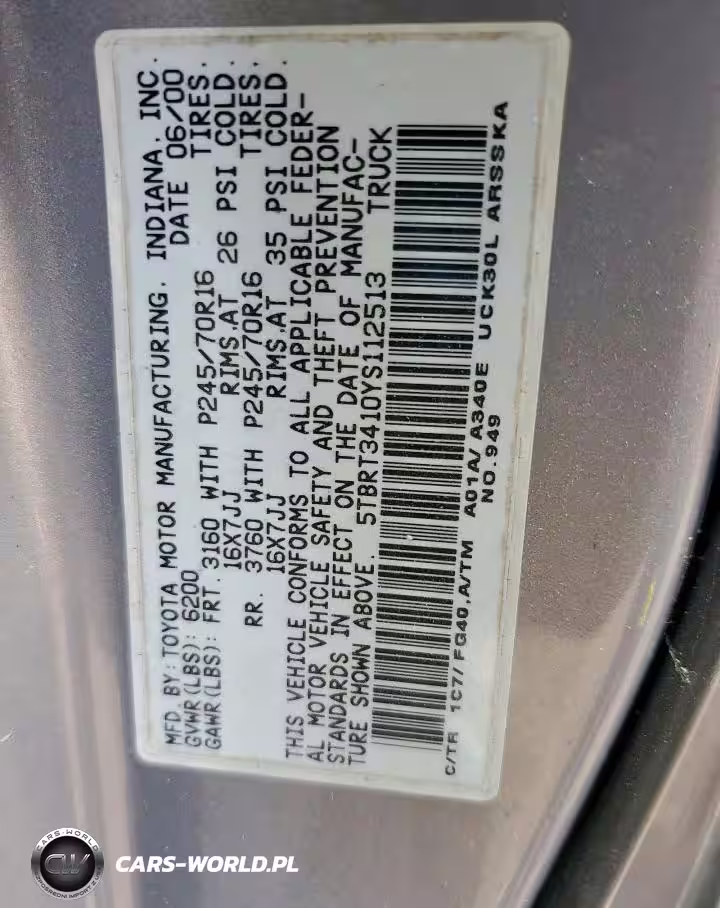 MFD. BY: TOYOTA MOTOR MANUFACTURING, INDIANA, INC.
GVWR(LBS): 6200 DATE 06/00
GAWR(LBS): FRT. 3160 WITH P245/70R16 TIRES.
16X7JJ RIMS.AT 26 PSI COLD.
RR. 3760 WITH P245/70R16 TIRES.
16X7JJ RIMS.AT 35 PSI COLD.
THIS VEHICLE CONFORMS TO ALL APPLICABLE FEDER-
AL MOTOR VEHICLE SAFETY AND THEFT PREVENTION
STANDARDS IN EFFECT ON THE DATE OF MANUFAC-
TURE SHOWN ABOVE. 5TBRT3410YS112513 TRUCK
C/TR 1C7/FG40,A/TM A01A/A340E UCK30L ARSSKA
NO.949
CARS-WORLD
CW
CARS-WORLD.PL